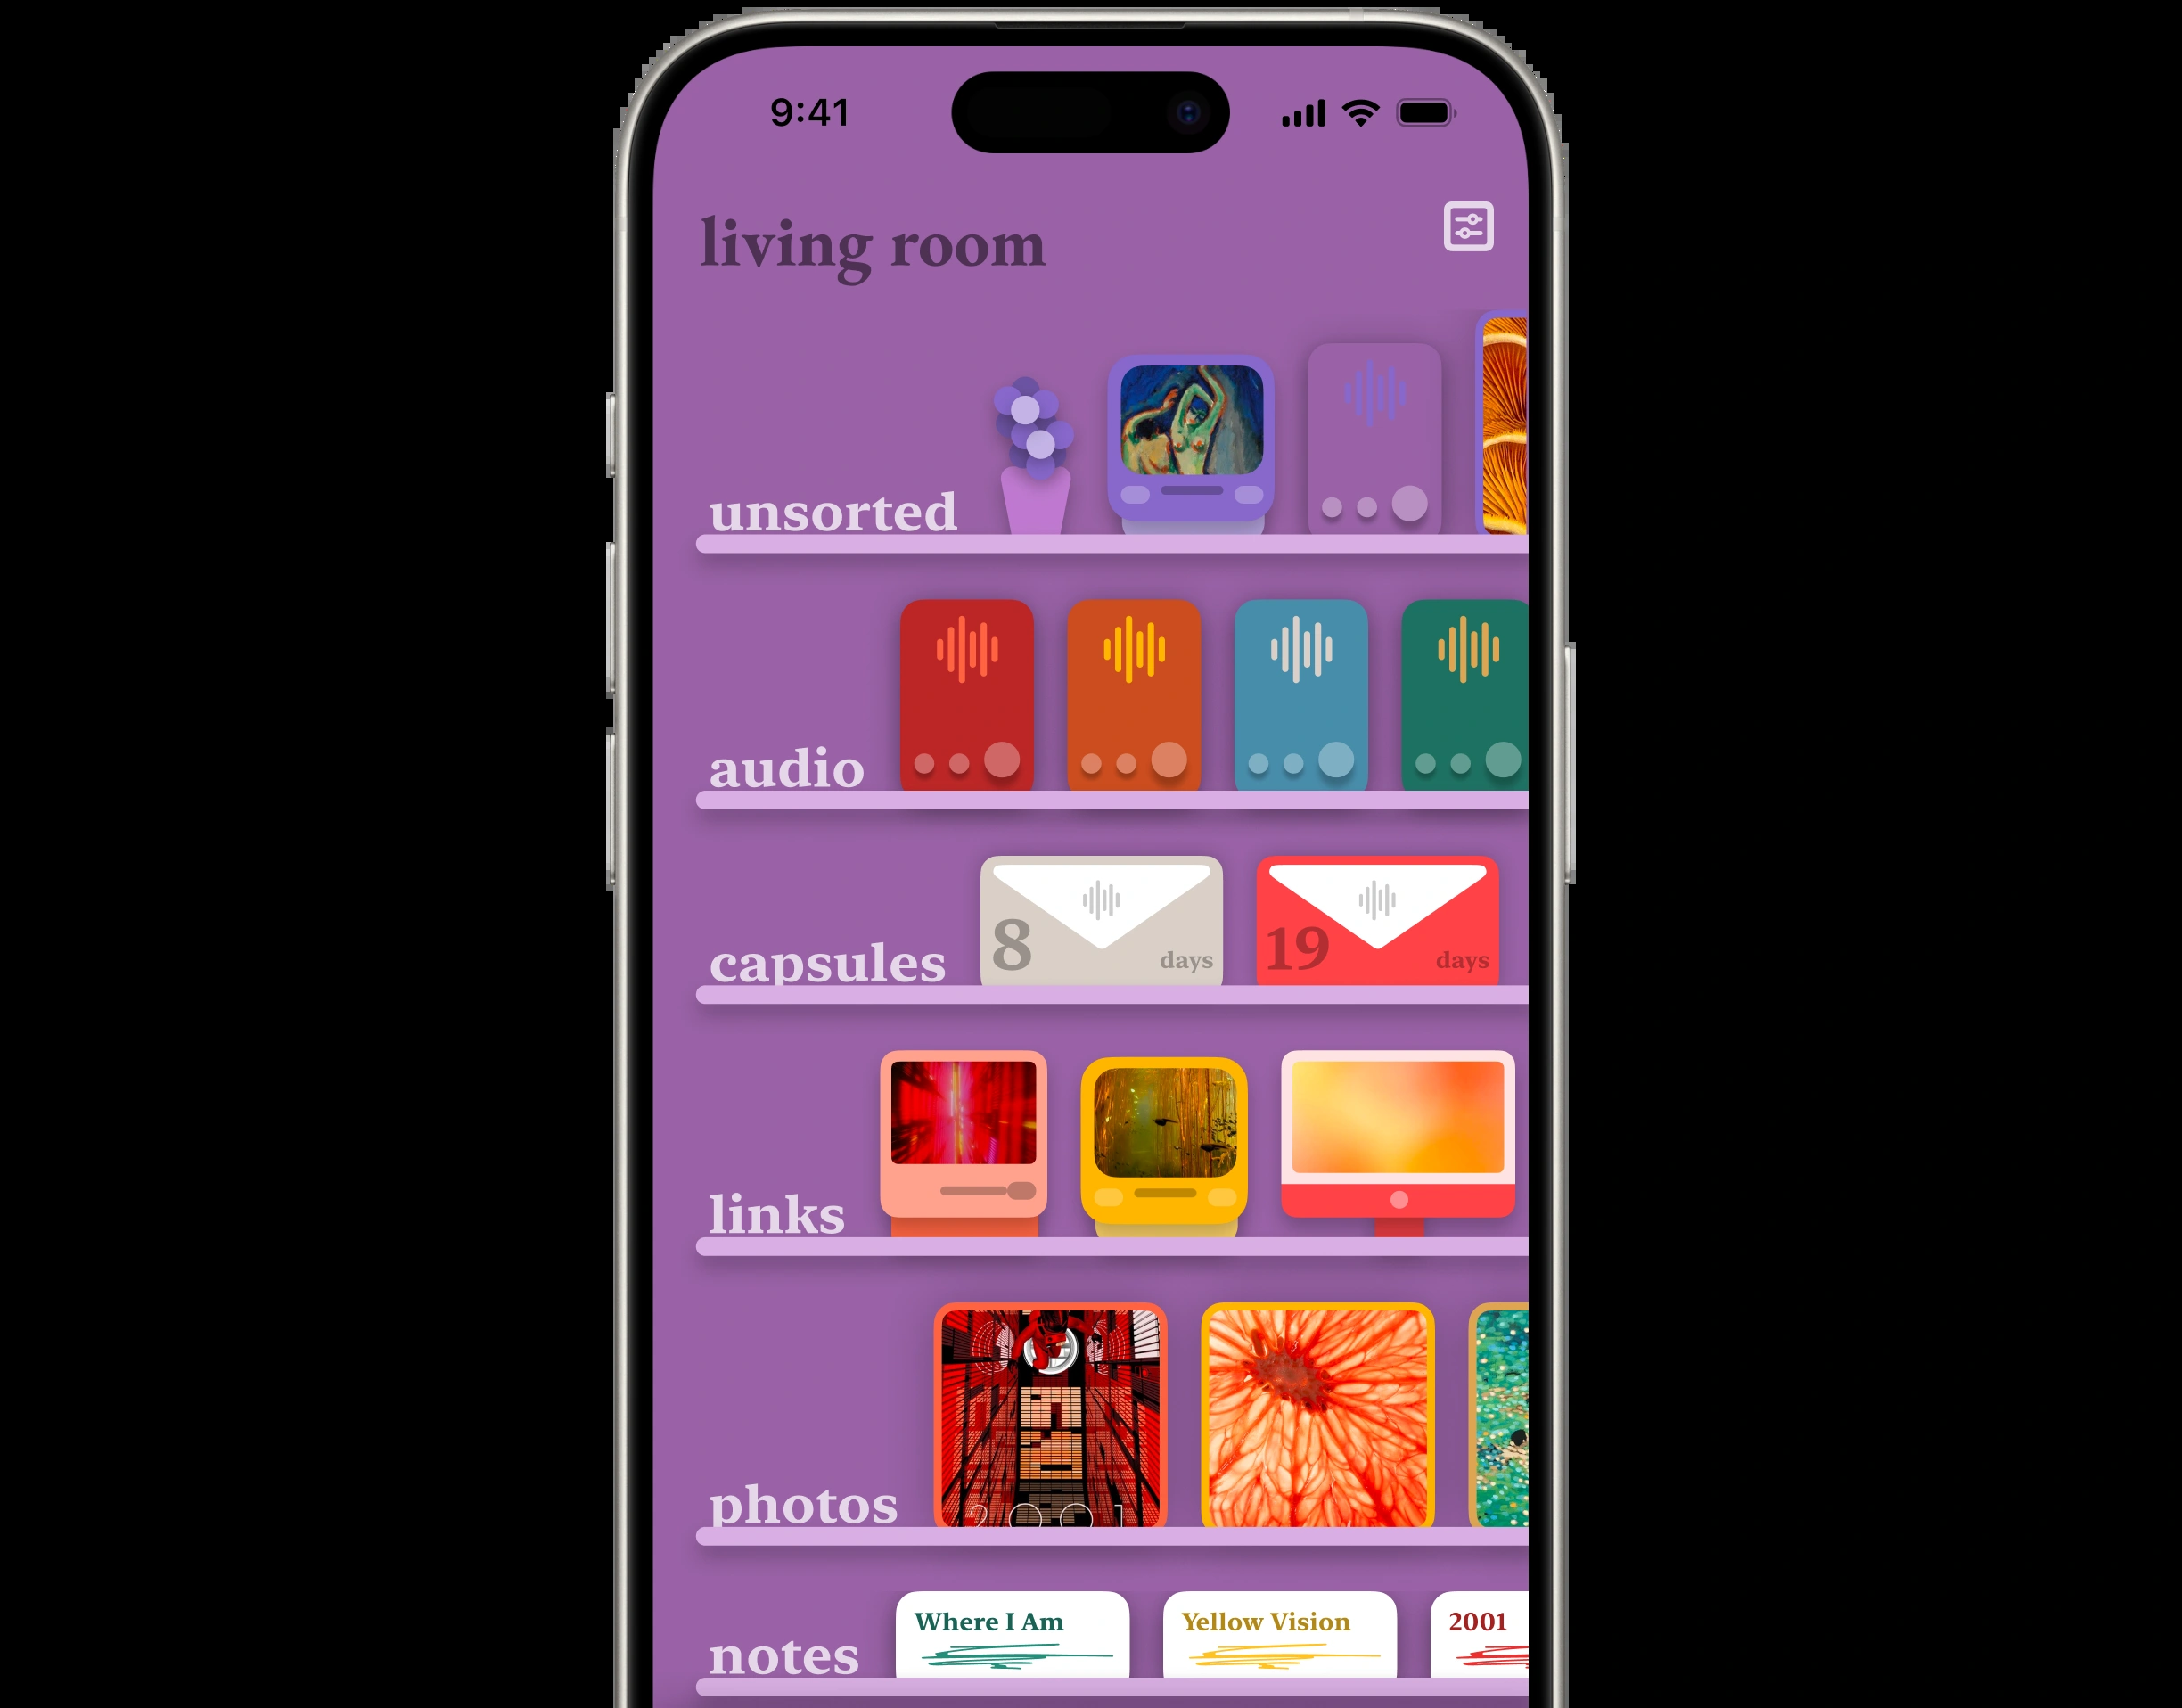 9:41
living room
unsorted
audio
8
days
19
days
capsules
links
2001
photos
Where I Am
Yellow Vision
2001
notes